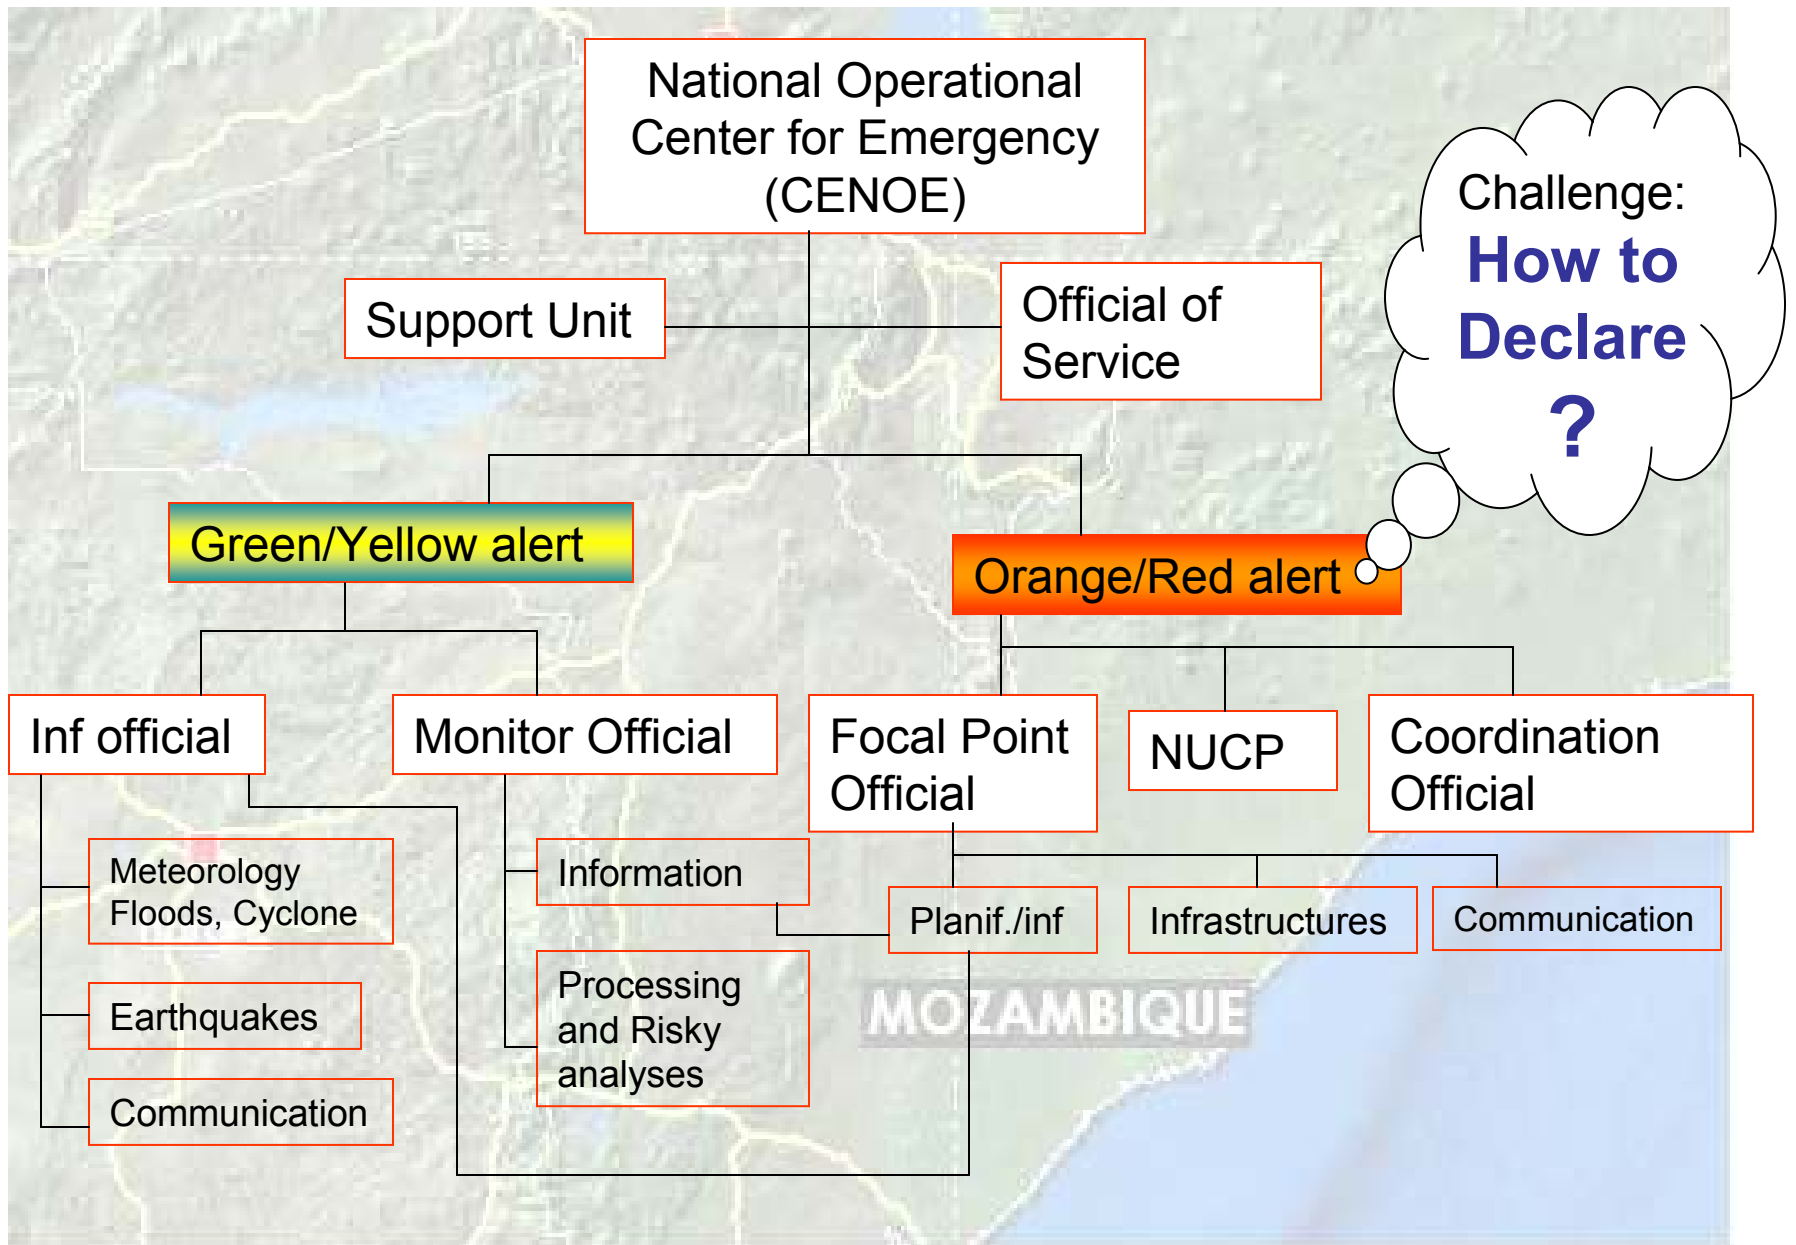 National Operational
Center for Emergency
(CENOE)
Challenge:
How to
Declare
?
Support Unit
Official of
Service
Green/Yellow alert
Orange/Red alert
Inf official
Monitor Official
Focal Point
Official
NUCP
Coordination
Official
Meteorology
Floods, Cyclone
Information
Planif./inf
Infrastructures
Communication
Earthquakes
Processing
and Risky
analyses
MOZAMBIQUE
Communication